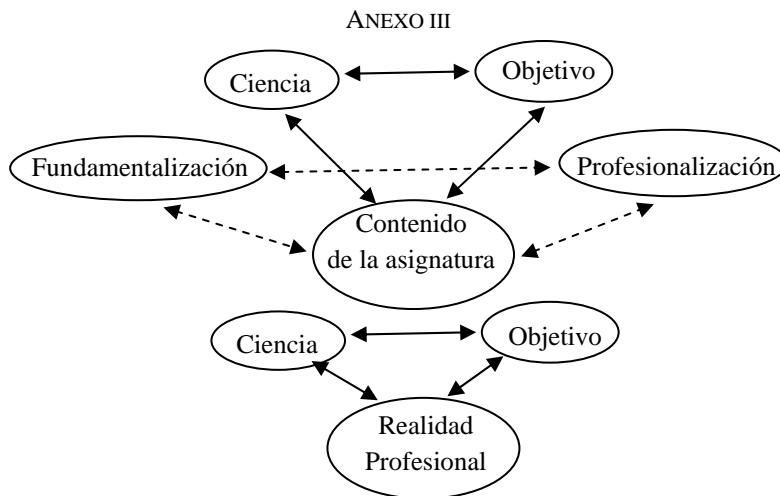 ANEXO III
Ciencia
Objetivo
Fundamentalización
Profesionalización
Contenido
de la asignatura
Ciencia
Objetivo
Realidad
Profesional